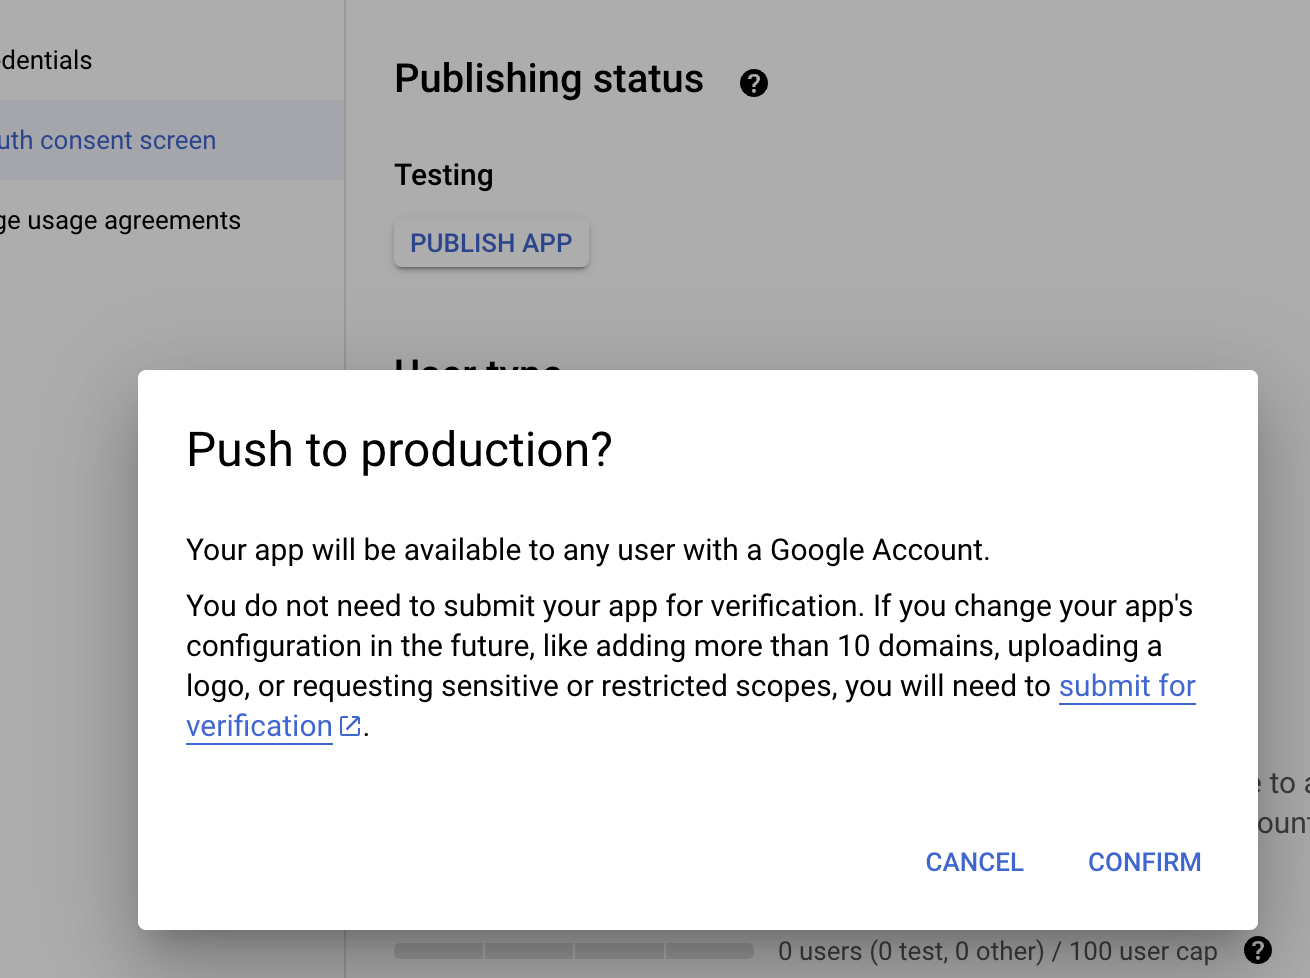 dentials
Publishing status
uth consent screen
Testing
ge usage agreements
PUBLISH APP
User type
Push to production?
Your app will be available to any user with a Google Account.
You do not need to submit your app for verification. If you change your app's
configuration in the future, like adding more than 10 domains, uploading a
logo, or requesting sensitive or restricted scopes, you will need to submit for
verification.
e to a
ount
CANCEL
CONFIRM
0 users (0 test, 0 other) / 100 user cap